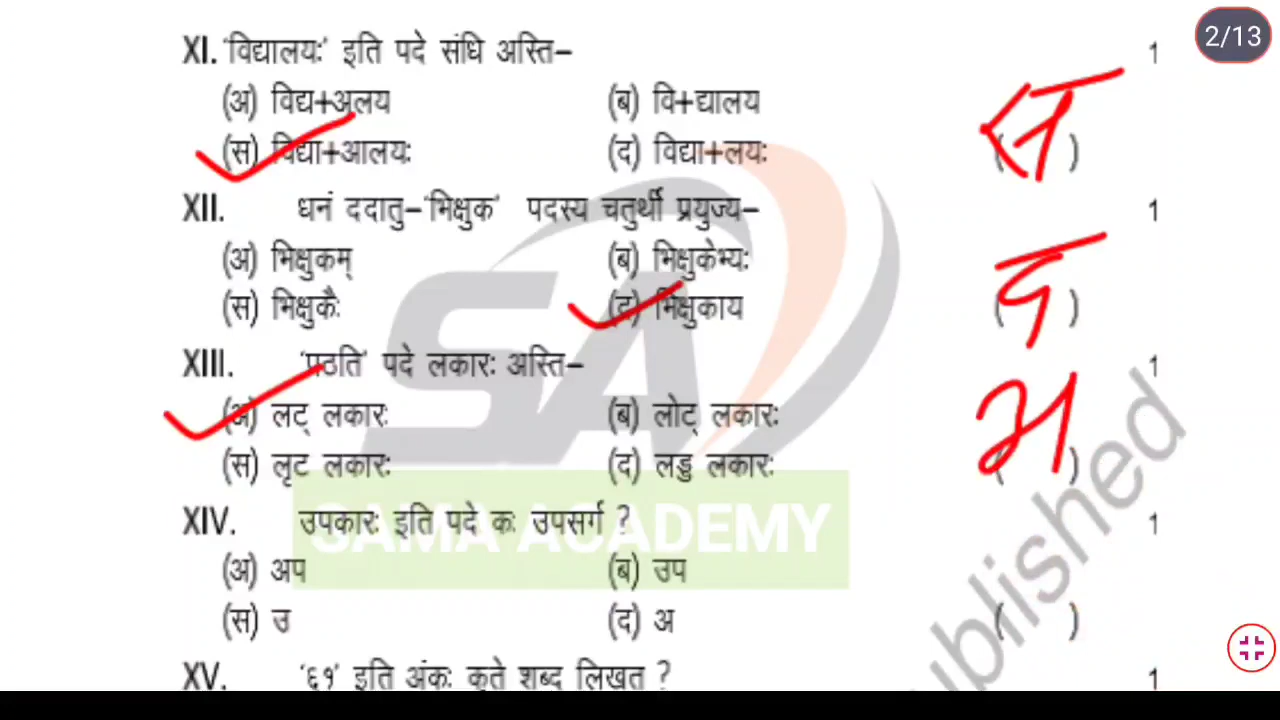 2/13
XI. 'विद्यालयः' इति पदे संधि अस्ति– 1
(अ) विद्य+अलय (ब) वि+द्यालय
(स) विद्या+आलयः (द) विद्या+लयः ( स )
XII. धनं ददातु–'भिक्षुक' पदस्य चतुर्थी प्रयुज्य– 1
(अ) भिक्षुकम् (ब) भिक्षुकेभ्यः
(स) भिक्षुकैः (द) भिक्षुकाय ( द )
XIII. 'पठति' पदे लकारः अस्ति– 1
(अ) लट् लकारः (ब) लोट् लकारः
(स) लृट लकारः (द) लङ्ङ लकारः ( अ )
XIV. उपकारः इति पदे कः उपसर्ग ? 1
SAMA ACADEMY
(अ) अप (ब) उप
(स) उ (द) अ ( )
XV. '६१' इति अंकः कृते शब्द लिखत ? 1
SA